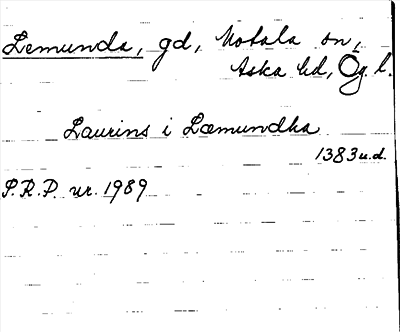 Lemunda, gd, Motala sn,
Aska hd, Ög. l.
Laurins i Læmundha
1383 u.d.
S.R.P. nr. 1989